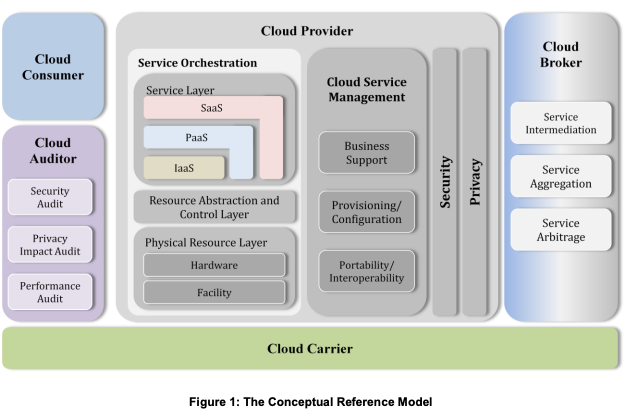 Cloud
Consumer
Cloud
Auditor
Security
Audit
Privacy
Impact Audit
Performance
Audit
Cloud Provider
Service Orchestration
Service Layer
SaaS
PaaS
IaaS
Resource Abstraction and
Control Layer
Physical Resource Layer
Hardware
Facility
Cloud Service
Management
Business
Support
Provisioning/
Configuration
Portability/
Interoperability
Security
Privacy
Cloud
Broker
Service
Intermediation
Service
Aggregation
Service
Arbitrage
Cloud Carrier
Figure 1: The Conceptual Reference Model